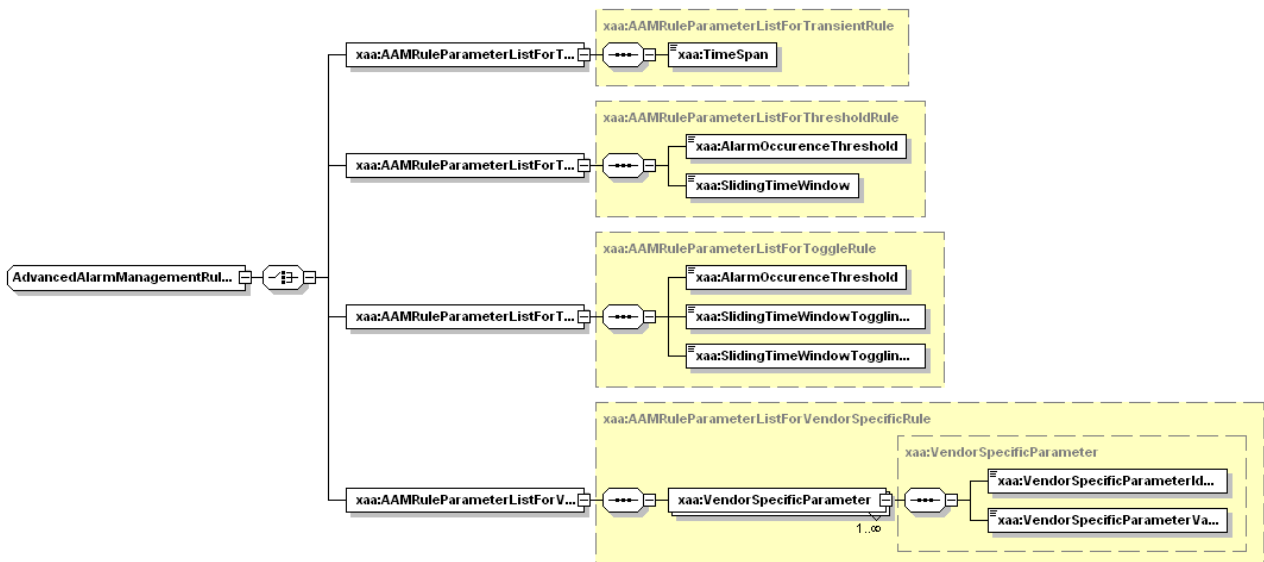 xaa:AAMRuleParameterListForTransientRule
xaa:AAMRuleParameterListForT...
xaa:TimeSpan
xaa:AAMRuleParameterListForThresholdRule
xaa:AlarmOccurenceThreshold
xaa:AAMRuleParameterListForT...
xaa:SlidingTimeWindow
xaa:AAMRuleParameterListForToggleRule
AdvancedAlarmManagementRul...
xaa:AlarmOccurenceThreshold
xaa:AAMRuleParameterListForT...
xaa:SlidingTimeWindowTogglin...
xaa:SlidingTimeWindowTogglin...
xaa:AAMRuleParameterListForVendorSpecificRule
xaa:VendorSpecificParameter
xaa:VendorSpecificParameterId...
xaa:AAMRuleParameterListForV...
xaa:VendorSpecificParameter
1..∞
xaa:VendorSpecificParameterVa...